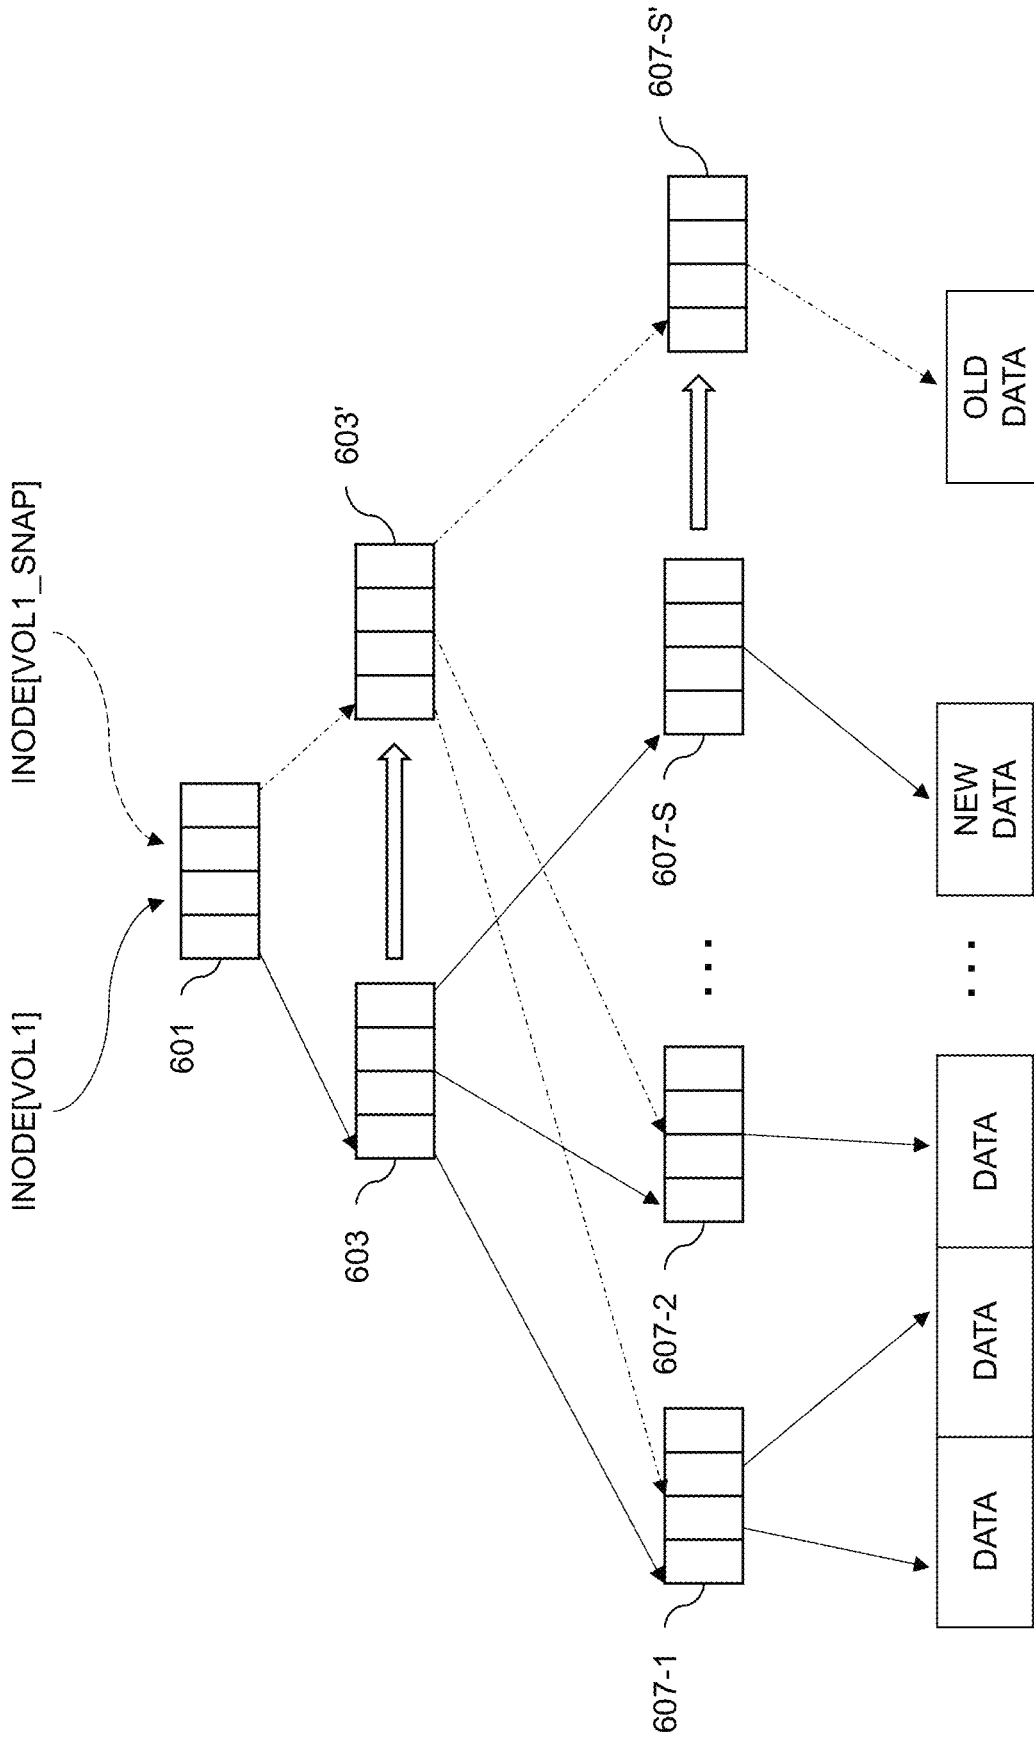 INODE[VOL1]
INODE[VOL1_SNAP]
601
603
603'
607-1
607-2
...
607-S
607-S'
DATA
DATA
DATA
...
NEW
DATA
OLD
DATA